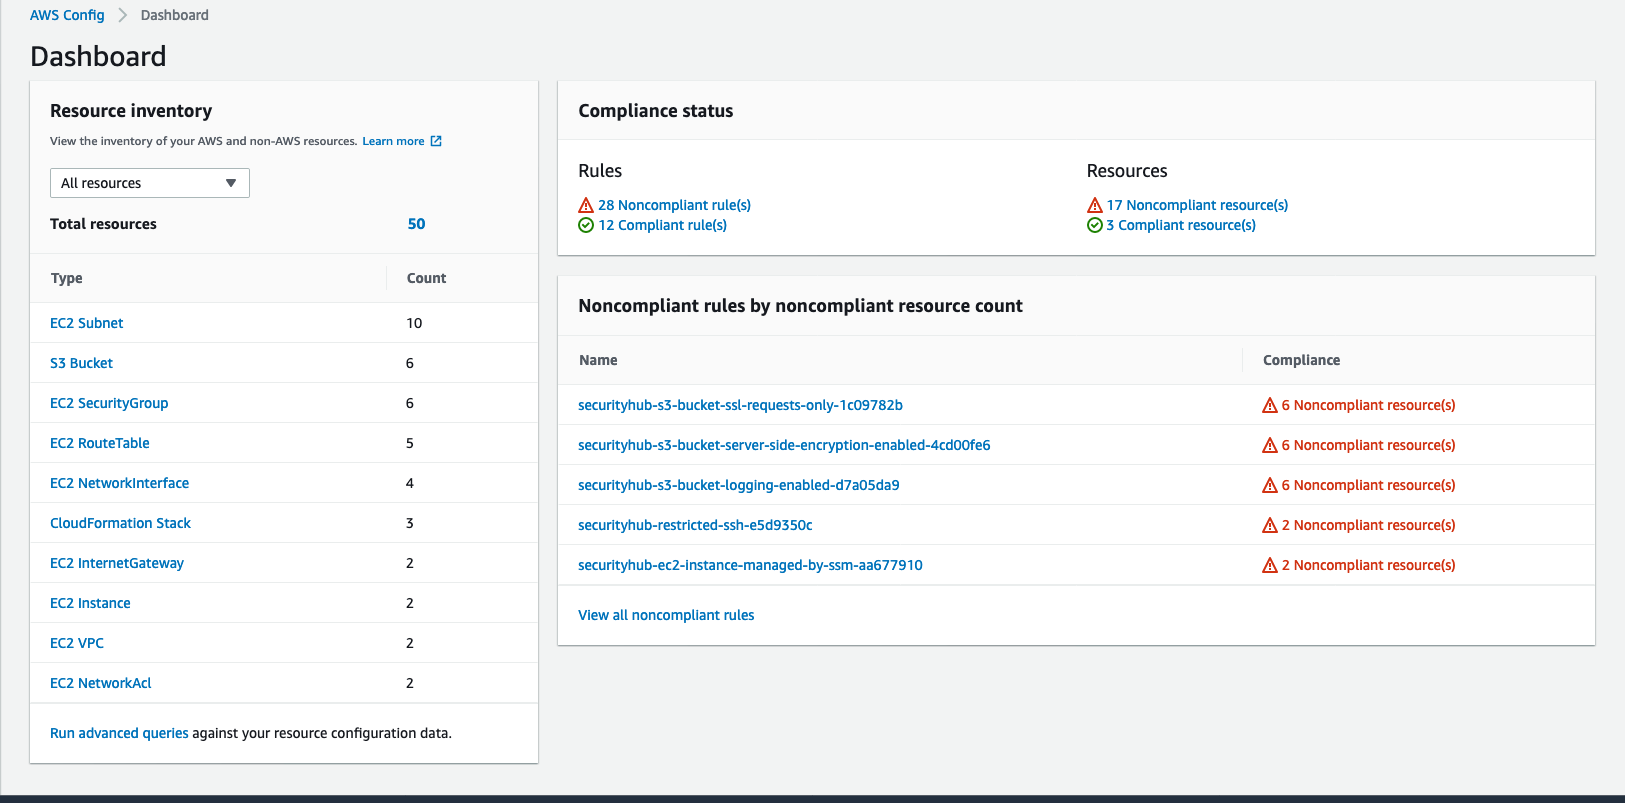 AWS Config > Dashboard
Dashboard
Resource inventory
View the inventory of your AWS and non-AWS resources. Learn more
All resources
Total resources 50
Type Count
EC2 Subnet 10
S3 Bucket 6
EC2 SecurityGroup 6
EC2 RouteTable 5
EC2 NetworkInterface 4
CloudFormation Stack 3
EC2 InternetGateway 2
EC2 Instance 2
EC2 VPC 2
EC2 NetworkAcl 2
Run advanced queries against your resource configuration data.
Compliance status
Rules
28 Noncompliant rule(s)
12 Compliant rule(s)
Resources
17 Noncompliant resource(s)
3 Compliant resource(s)
Noncompliant rules by noncompliant resource count
Name Compliance
securityhub-s3-bucket-ssl-requests-only-1c09782b 6 Noncompliant resource(s)
securityhub-s3-bucket-server-side-encryption-enabled-4cd00fe6 6 Noncompliant resource(s)
securityhub-s3-bucket-logging-enabled-d7a05da9 6 Noncompliant resource(s)
securityhub-restricted-ssh-e5d9350c 2 Noncompliant resource(s)
securityhub-ec2-instance-managed-by-ssm-aa677910 2 Noncompliant resource(s)
View all noncompliant rules